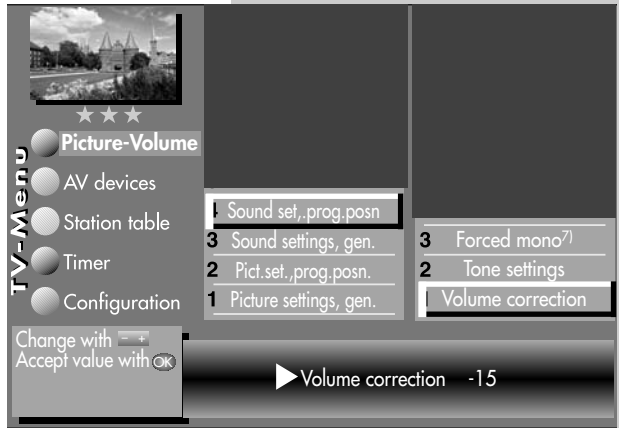 TV-Menu
Picture-Volume
AV devices
Station table
Timer
Configuration
4 Sound set,.prog.posn
3 Sound settings, gen.
2 Pict.set.,prog.posn.
1 Picture settings, gen.
3 Forced mono7)
2 Tone settings
1 Volume correction
Change with - +
Accept value with OK
Volume correction -15